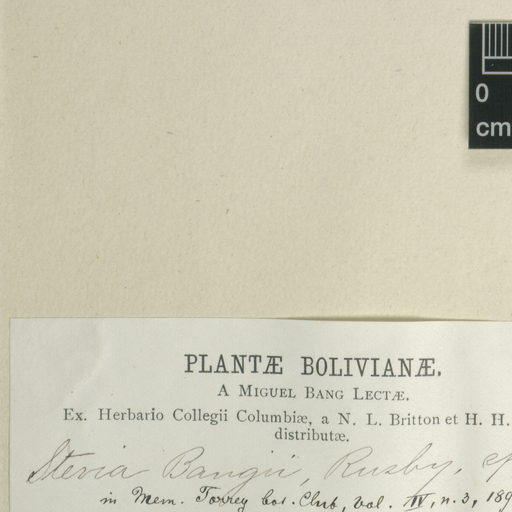 0
cm
PLANTÆ BOLIVIANÆ.
A MIGUEL BANG LECTÆ.
Ex. Herbario Collegii Columbiæ, a N. L. Britton et H. H.
distributæ.
Stevia Bangii, Rusby.
in Mem. Torrey bot. Club, Vol. IV, n. 3, 189